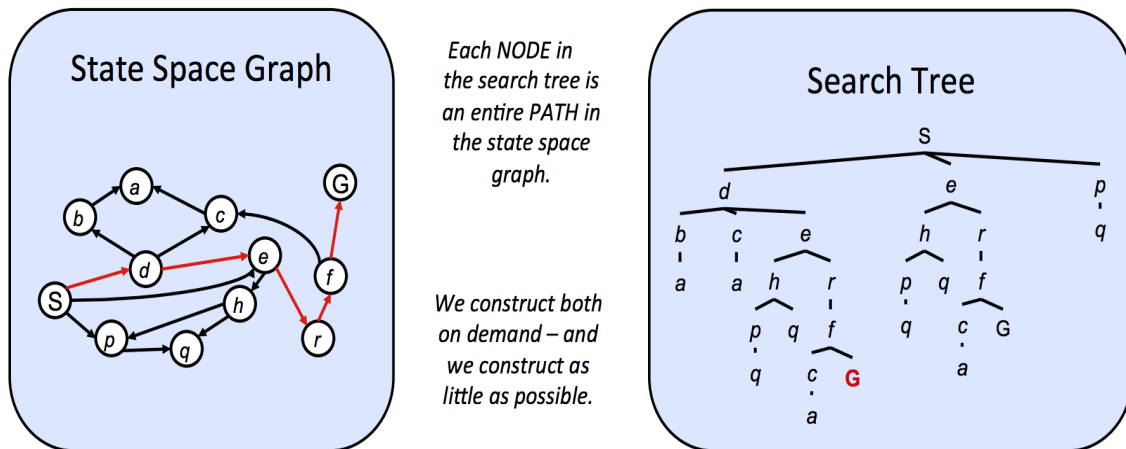 State Space Graph
G
a
b
c
d
e
f
S
h
p
q
r
Each NODE in
the search tree is
an entire PATH in
the state space
graph.
We construct both
on demand – and
we construct as
little as possible.
Search Tree
S
d e p
b c e h r q
a a h r p q f
p q f q c G
q c G a
a